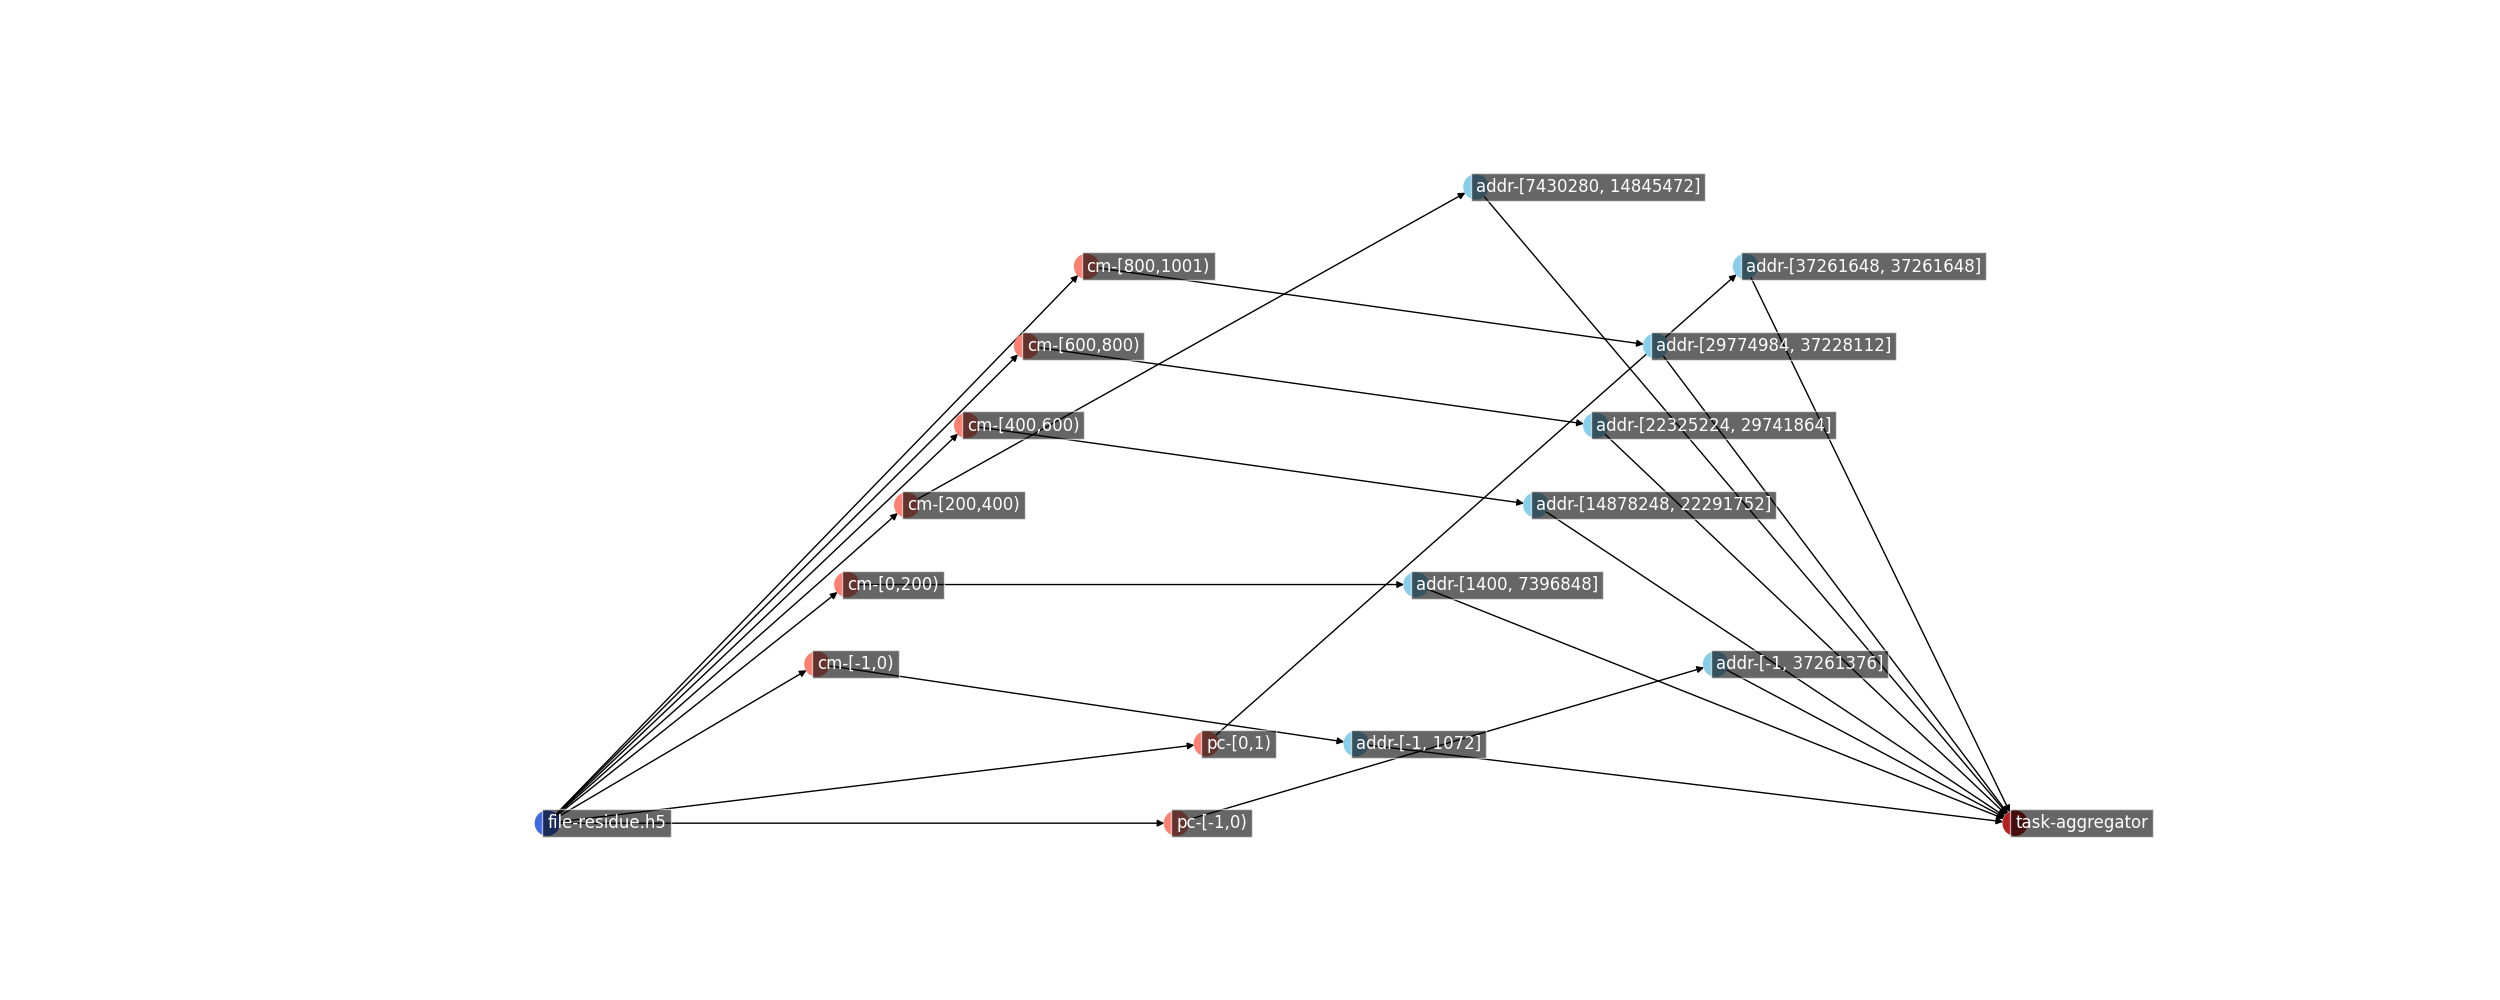 addr-[7430280, 14845472]
cm-[800,1001)
addr-[37261648, 37261648]
cm-[600,800)
addr-[29774984, 37228112]
cm-[400,600)
addr-[22325224, 29741864]
cm-[200,400)
addr-[14878248, 22291752]
cm-[0,200)
addr-[1400, 7396848]
cm-[-1,0)
addr-[-1, 37261376]
pc-[0,1)
addr-[-1, 1072]
file-residue.h5
pc-[-1,0)
task-aggregator